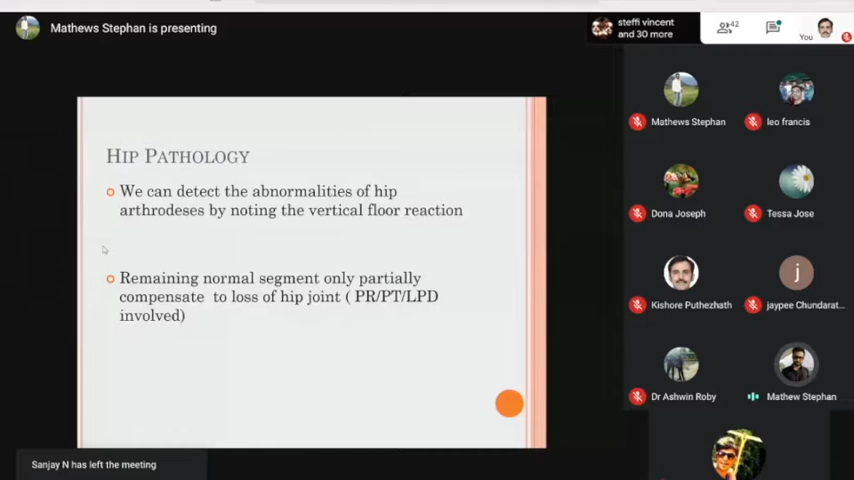 Mathews Stephan is presenting
steffi vincent
and 30 more
42
You
HIP PATHOLOGY
We can detect the abnormalities of hip
arthrodeses by noting the vertical floor reaction
Remaining normal segment only partially
compensate to loss of hip joint ( PR/PT/LPD
involved)
Mathews Stephan
leo francis
Dona Joseph
Tessa Jose
j
Kishore Puthezhath
jaypee Chundarat...
Dr Ashwin Roby
Mathew Stephan
Sanjay N has left the meeting